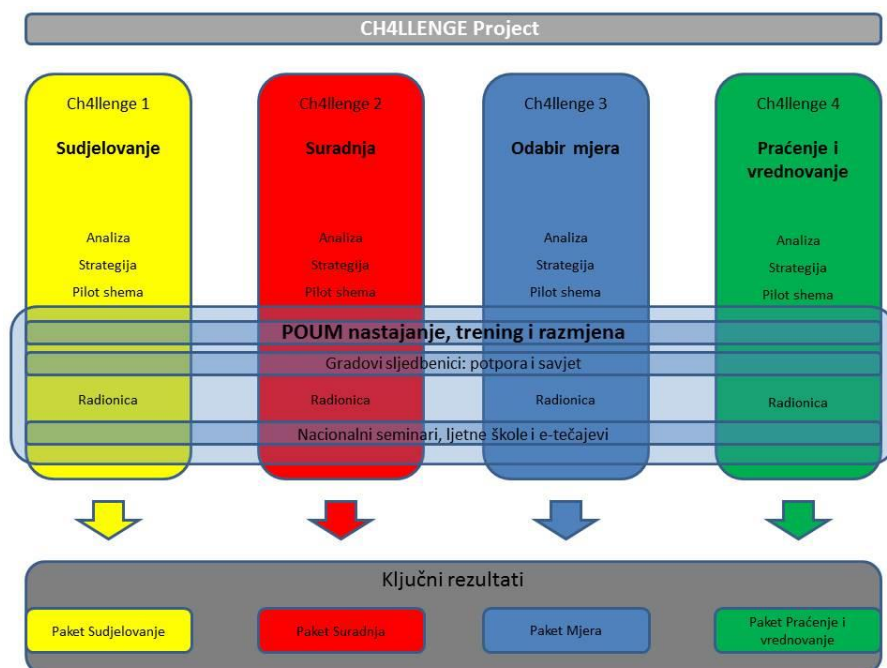 CH4LLENGE Project
Ch4llenge 1
Sudjelovanje
Analiza
Strategija
Pilot shema
Radionica
Ch4llenge 2
Suradnja
Analiza
Strategija
Pilot shema
Radionica
Ch4llenge 3
Odabir mjera
Analiza
Strategija
Pilot shema
Radionica
Ch4llenge 4
Praćenje i
vrednovanje
Analiza
Strategija
Pilot shema
Radionica
POUM nastajanje, trening i razmjena
Gradovi sljedbenici: potpora i savjet
Nacionalni seminari, ljetne škole i e-tečajevi
Ključni rezultati
Paket Sudjelovanje
Paket Suradnja
Paket Mjera
Paket Praćenje i
vrednovanje